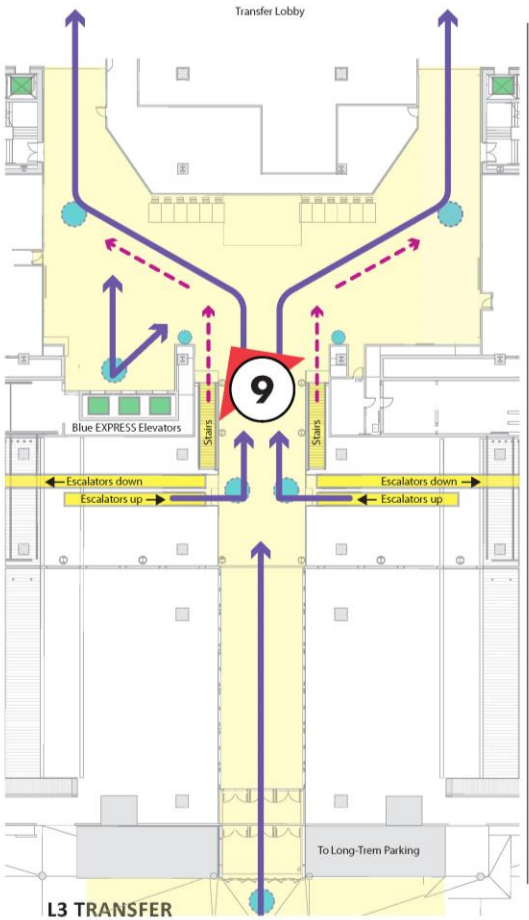 Transfer Lobby
9
Blue EXPRESS Elevators
Stairs
Stairs
Escalators down
Escalators down
Escalators up
Escalators up
To Long-Trem Parking
L3 TRANSFER